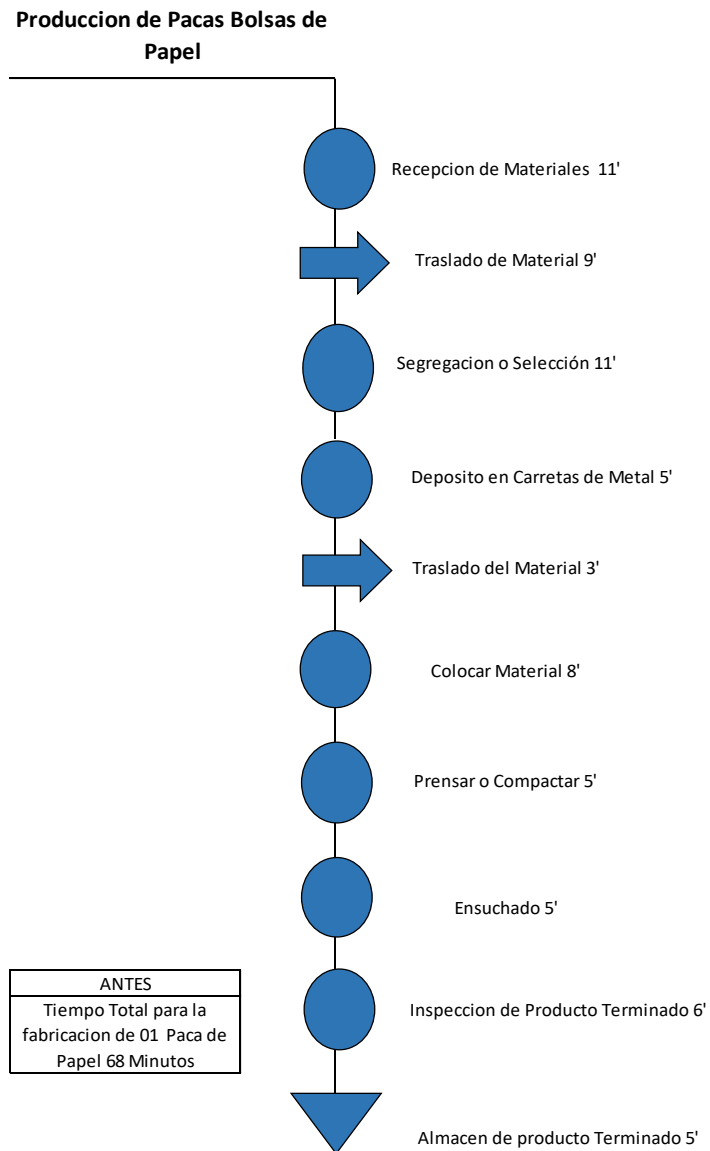 Produccion de Pacas Bolsas de
Papel
Recepcion de Materiales 11'
Traslado de Material 9'
Segregacion o Selección 11'
Deposito en Carretas de Metal 5'
Traslado del Material 3'
Colocar Material 8'
Prensar o Compactar 5'
Ensuchado 5'
ANTES
Tiempo Total para la
fabricacion de 01 Paca de
Papel 68 Minutos
Inspeccion de Producto Terminado 6'
Almacen de producto Terminado 5'